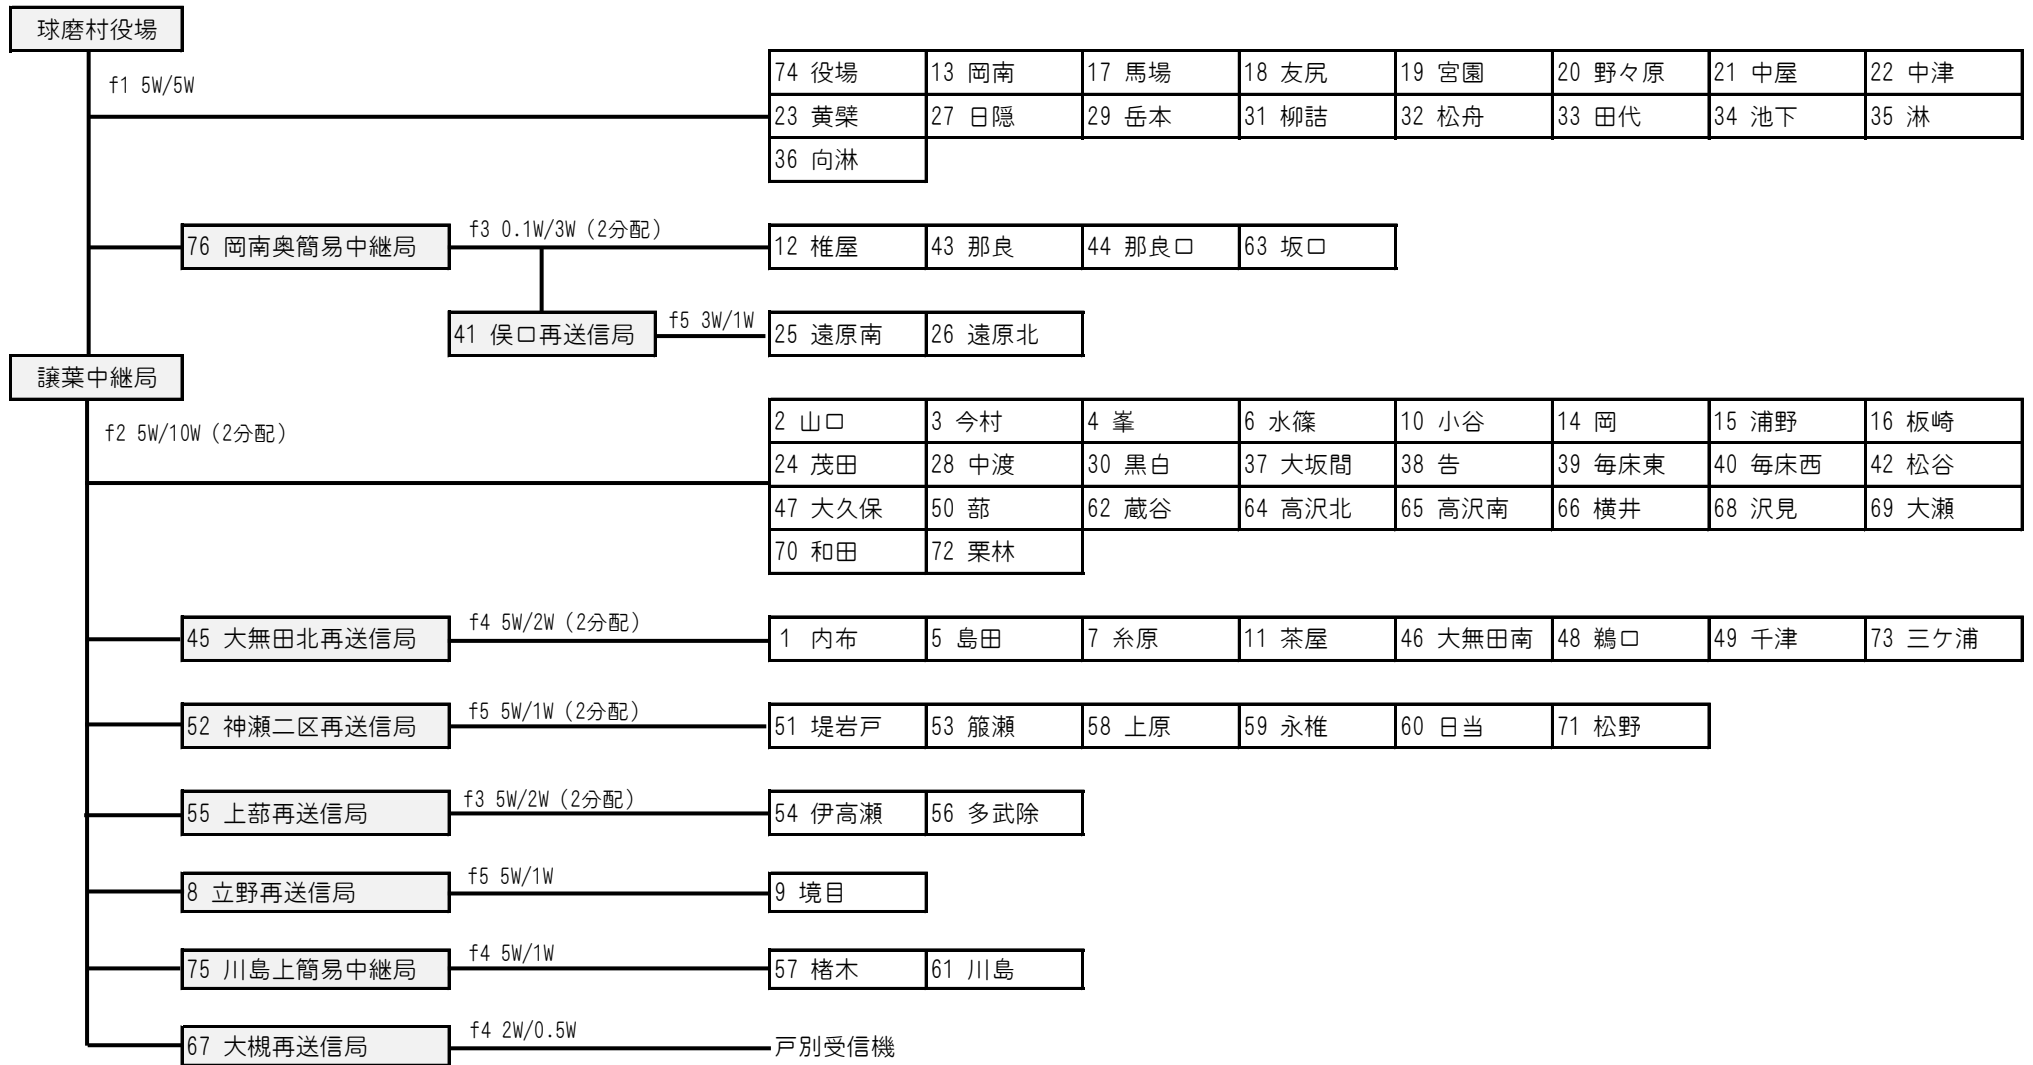 球磨村役場
f1 5W/5W
74 役場 13 岡南 17 馬場 18 友尻 19 宮園 20 野々原 21 中屋 22 中津
23 黄檗 27 日隠 29 岳本 31 柳詰 32 松舟 33 田代 34 池下 35 淋
36 向淋
76 岡南奥簡易中継局 f3 0.1W/3W（2分配） 12 椎屋 43 那良 44 那良口 63 坂口
41 俣口再送信局 f5 3W/1W 25 遠原南 26 遠原北
譲葉中継局
f2 5W/10W（2分配）
2 山口 3 今村 4 峯 6 水篠 10 小谷 14 岡 15 浦野 16 板崎
24 茂田 28 中渡 30 黒白 37 大坂間 38 告 39 毎床東 40 毎床西 42 松谷
47 大久保 50 蔀 62 蔵谷 64 高沢北 65 高沢南 66 横井 68 沢見 69 大瀬
70 和田 72 栗林
45 大無田北再送信局 f4 5W/2W（2分配） 1 内布 5 島田 7 糸原 11 茶屋 46 大無田南 48 鵜口 49 千津 73 三ケ浦
52 神瀬二区再送信局 f5 5W/1W（2分配） 51 堤岩戸 53 箙瀬 58 上原 59 永椎 60 日当 71 松野
55 上蔀再送信局 f3 5W/2W（2分配） 54 伊高瀬 56 多武除
8 立野再送信局 f5 5W/1W 9 境目
75 川島上簡易中継局 f4 5W/1W 57 楮木 61 川島
67 大槻再送信局 f4 2W/0.5W 戸別受信機